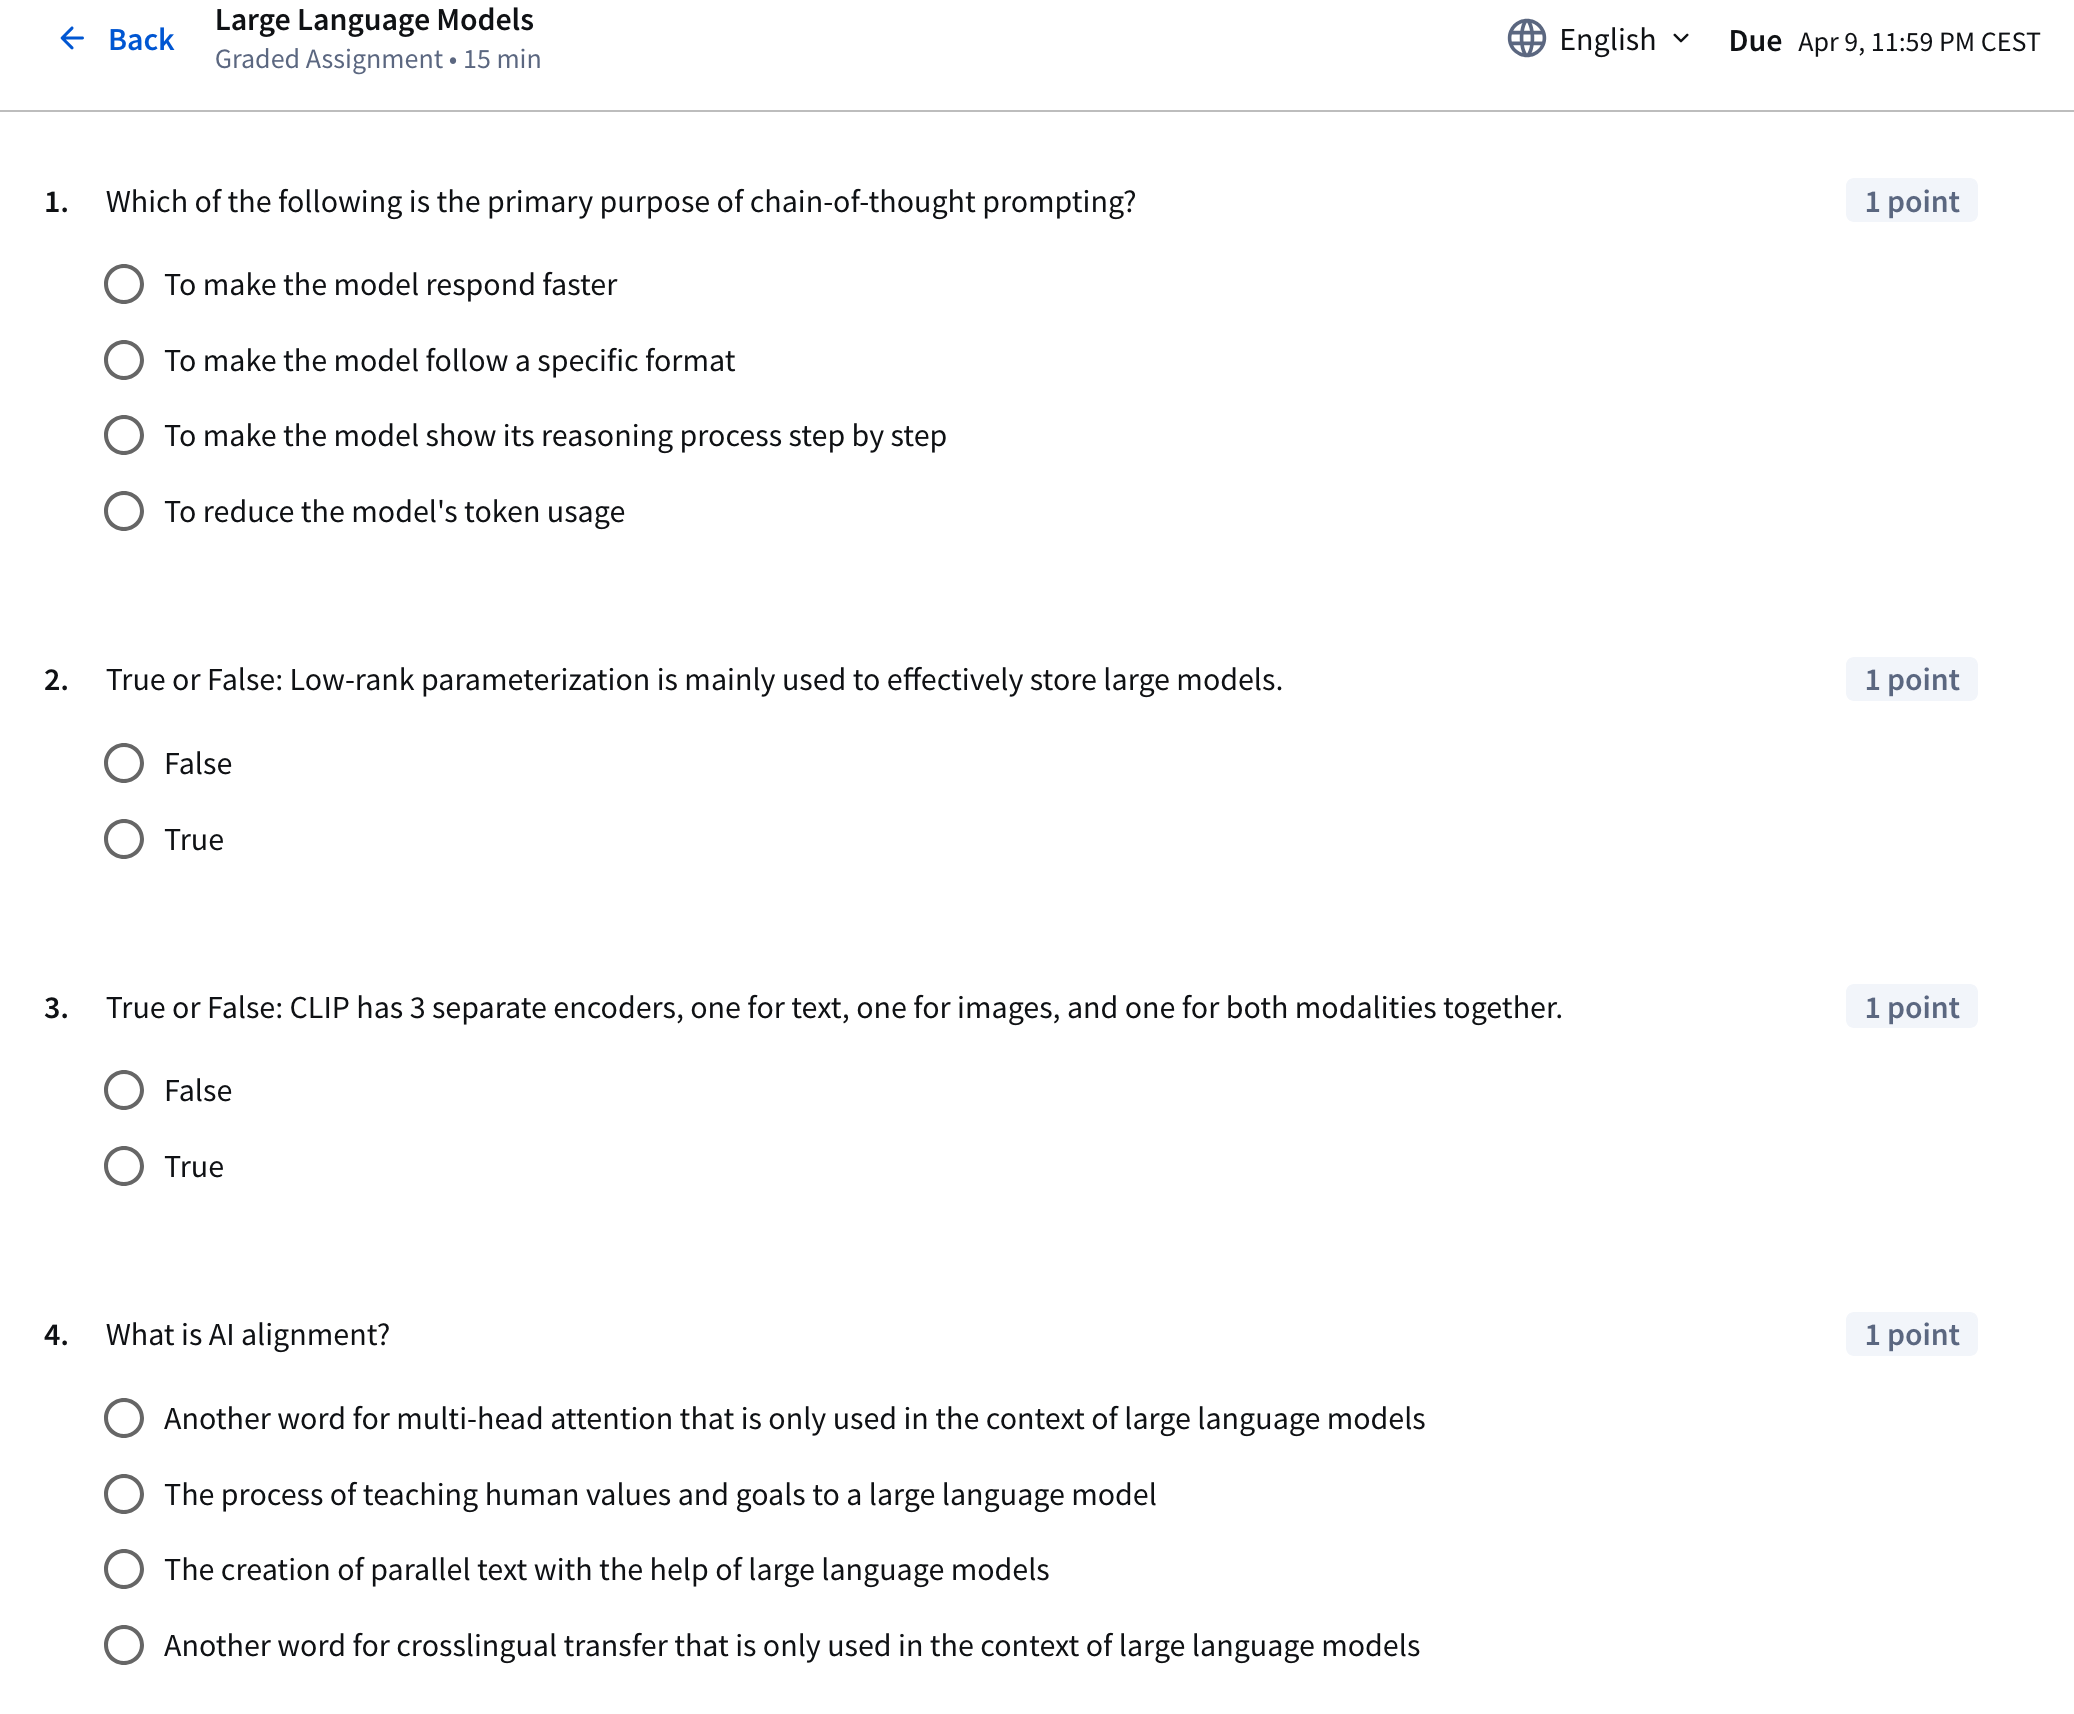 ← Back
Large Language Models
Graded Assignment • 15 min
English
Due Apr 9, 11:59 PM CEST
1. Which of the following is the primary purpose of chain-of-thought prompting?
1 point
To make the model respond faster
To make the model follow a specific format
To make the model show its reasoning process step by step
To reduce the model's token usage
2. True or False: Low-rank parameterization is mainly used to effectively store large models.
1 point
False
True
3. True or False: CLIP has 3 separate encoders, one for text, one for images, and one for both modalities together.
1 point
False
True
4. What is AI alignment?
1 point
Another word for multi-head attention that is only used in the context of large language models
The process of teaching human values and goals to a large language model
The creation of parallel text with the help of large language models
Another word for crosslingual transfer that is only used in the context of large language models